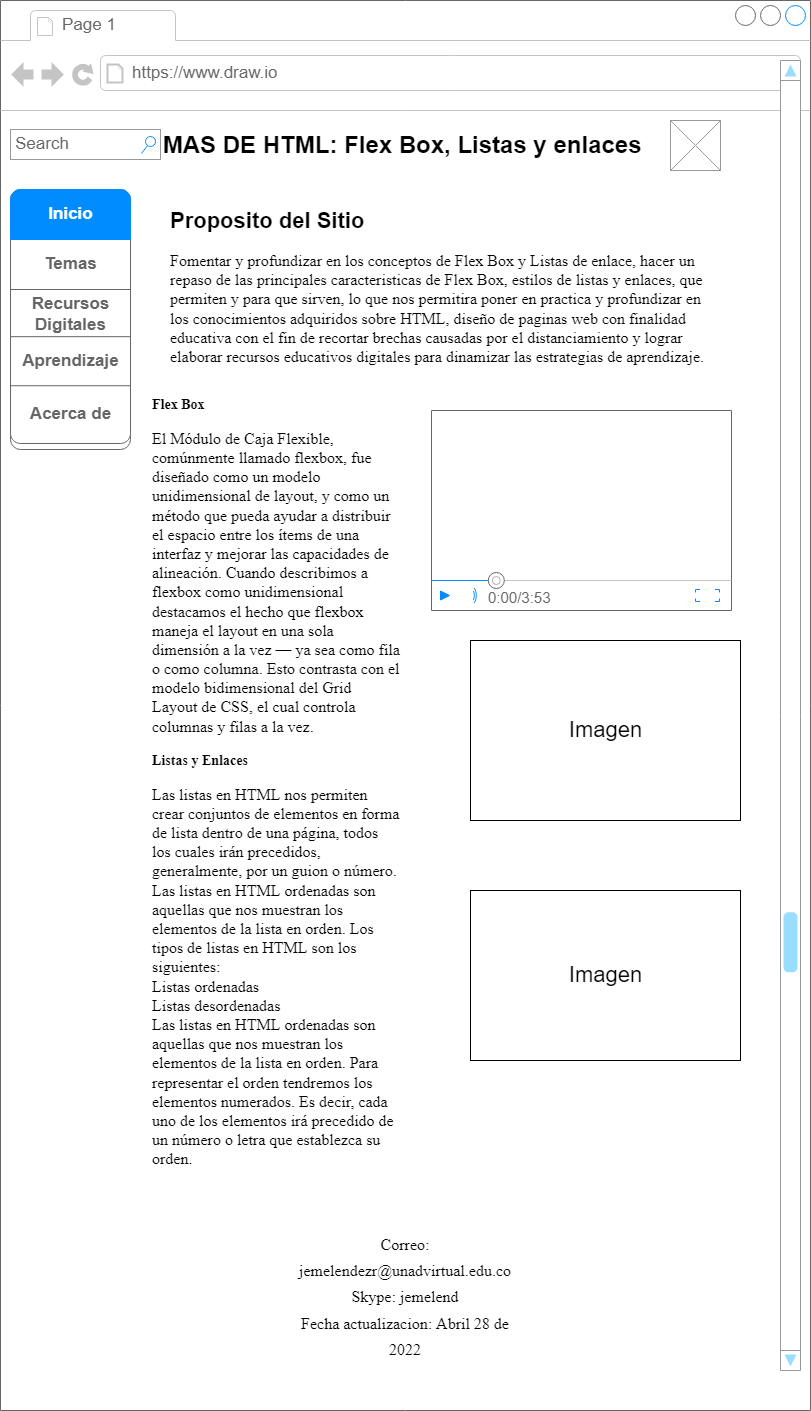 Page 1
https://www.draw.io
Search
MAS DE HTML: Flex Box, Listas y enlaces
Inicio
Temas
Recursos
Digitales
Aprendizaje
Acerca de
Proposito del Sitio
Fomentar y profundizar en los conceptos de Flex Box y Listas de enlace, hacer un
repaso de las principales caracteristicas de Flex Box, estilos de listas y enlaces, que
permiten y para que sirven, lo que nos permitira poner en practica y profundizar en
los conocimientos adquiridos sobre HTML, diseño de paginas web con finalidad
educativa con el fin de recortar brechas causadas por el distanciamiento y lograr
elaborar recursos educativos digitales para dinamizar las estrategias de aprendizaje.
Flex Box
El Módulo de Caja Flexible,
comúnmente llamado flexbox, fue
diseñado como un modelo
unidimensional de layout, y como un
método que pueda ayudar a distribuir
el espacio entre los ítems de una
interfaz y mejorar las capacidades de
alineación. Cuando describimos a
flexbox como unidimensional
destacamos el hecho que flexbox
maneja el layout en una sola
dimensión a la vez — ya sea como fila
o como columna. Esto contrasta con el
modelo bidimensional del Grid
Layout de CSS, el cual controla
columnas y filas a la vez.
0:00/3:53
Imagen
Listas y Enlaces
Las listas en HTML nos permiten
crear conjuntos de elementos en forma
de lista dentro de una página, todos
los cuales irán precedidos,
generalmente, por un guion o número.
Las listas en HTML ordenadas son
aquellas que nos muestran los
elementos de la lista en orden. Los
tipos de listas en HTML son los
siguientes:
Listas ordenadas
Listas desordenadas
Las listas en HTML ordenadas son
aquellas que nos muestran los
elementos de la lista en orden. Para
representar el orden tendremos los
elementos numerados. Es decir, cada
uno de los elementos irá precedido de
un número o letra que establezca su
orden.
Imagen
Correo:
jemelendezr@unadvirtual.edu.co
Skype: jemelend
Fecha actualizacion: Abril 28 de
2022